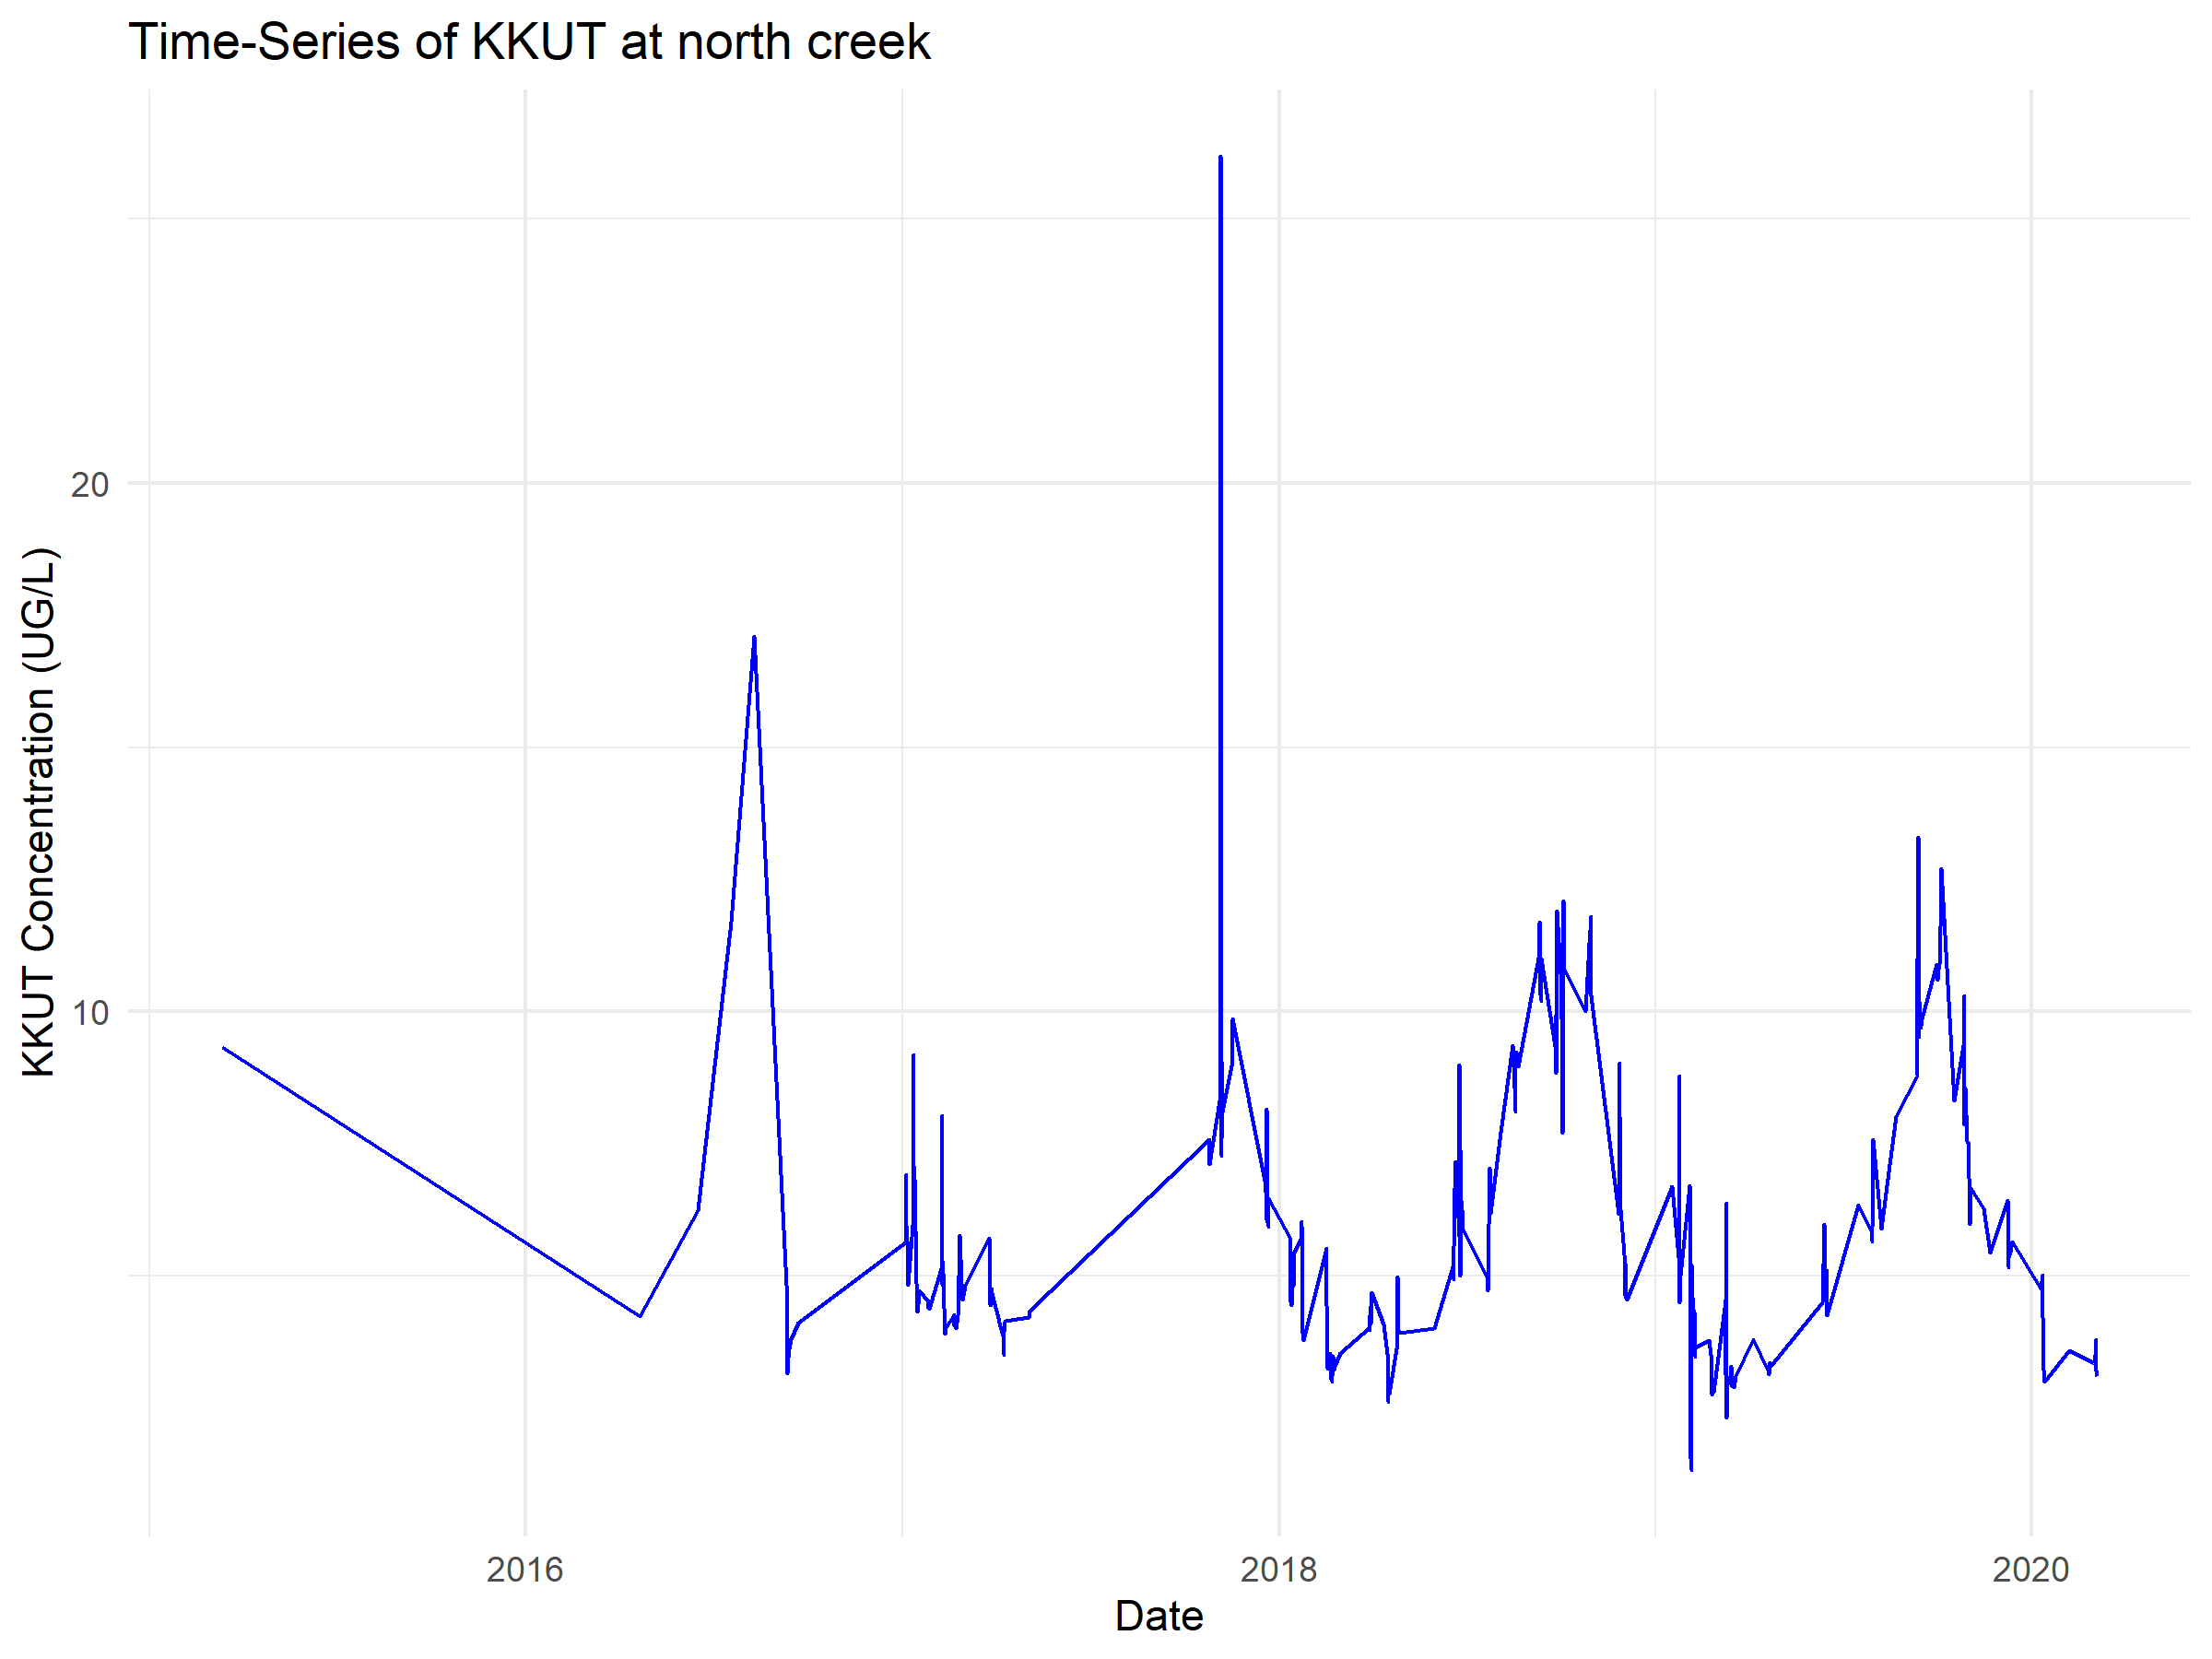 Time-Series of KKUT at north creek
KKUT Concentration (UG/L)
20
10
2016
2018
2020
Date